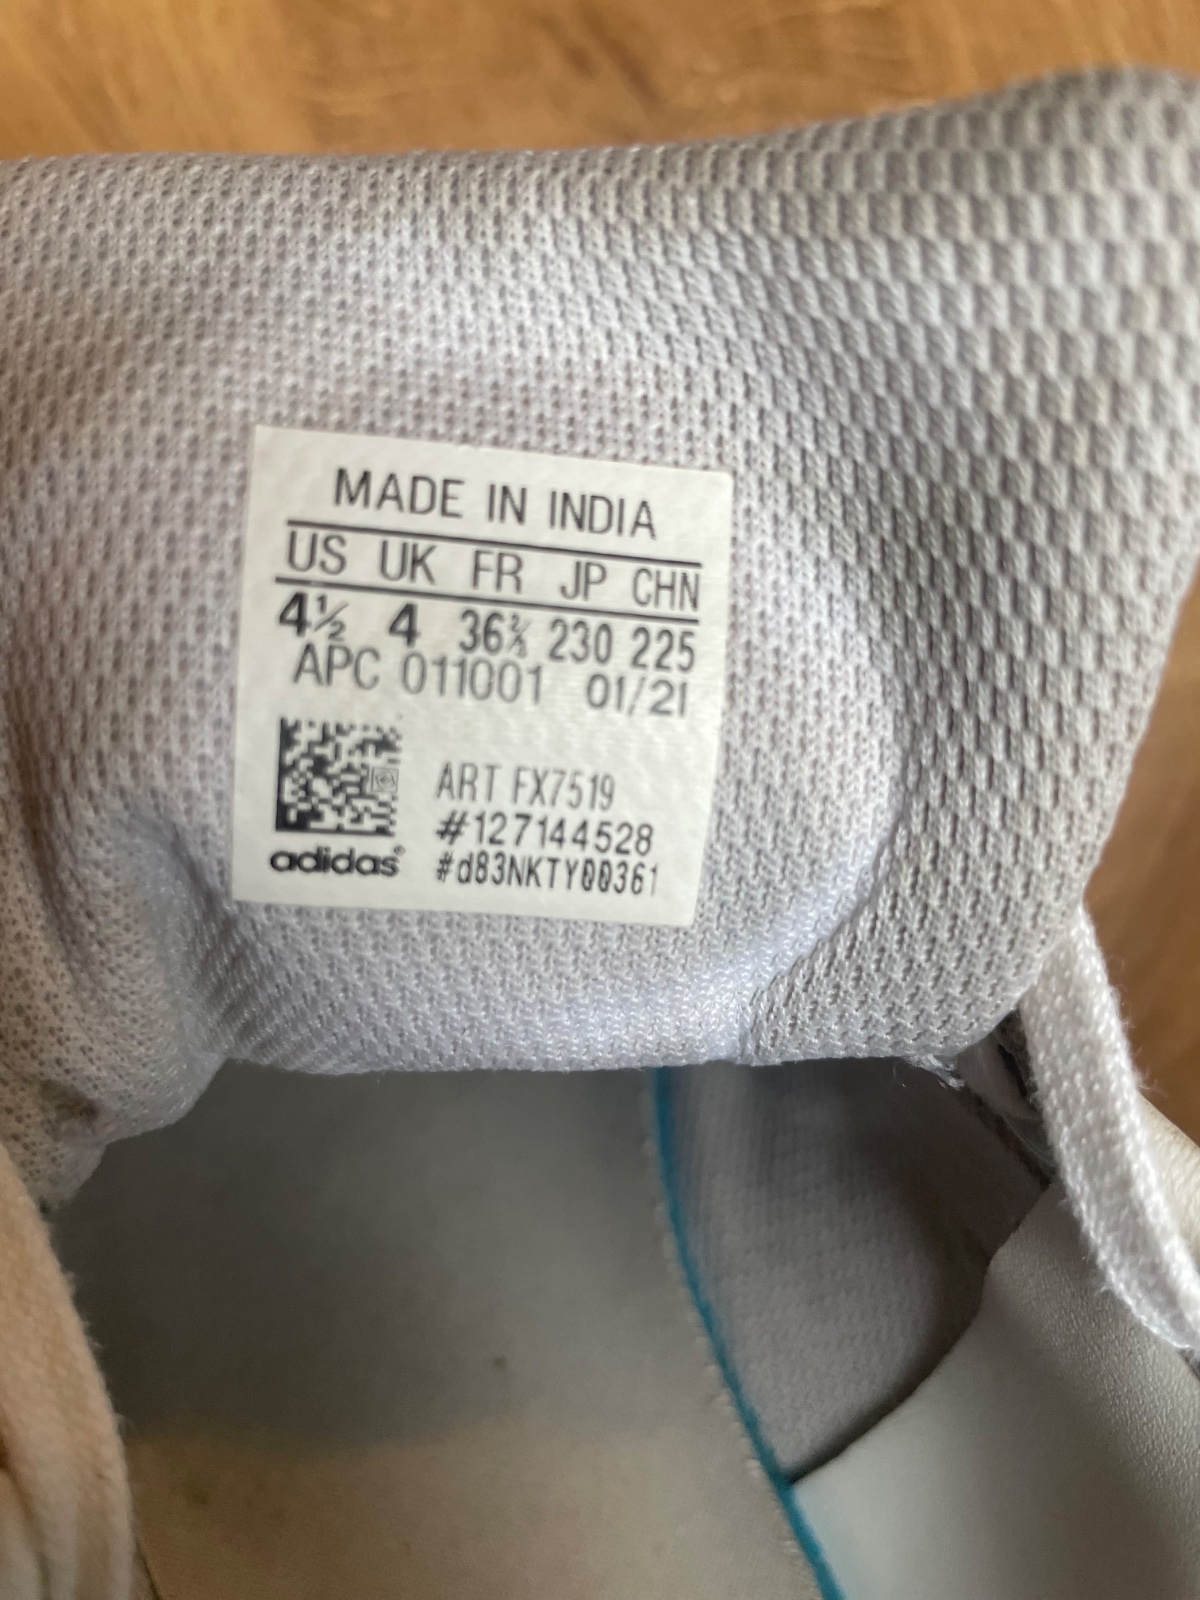 MADE IN INDIA
US UK FR JP CHN
4½ 4 36⅔ 230 225
APC 011001 01/21
ART FX7519
#127144528
adidas® #d83NKTY00361